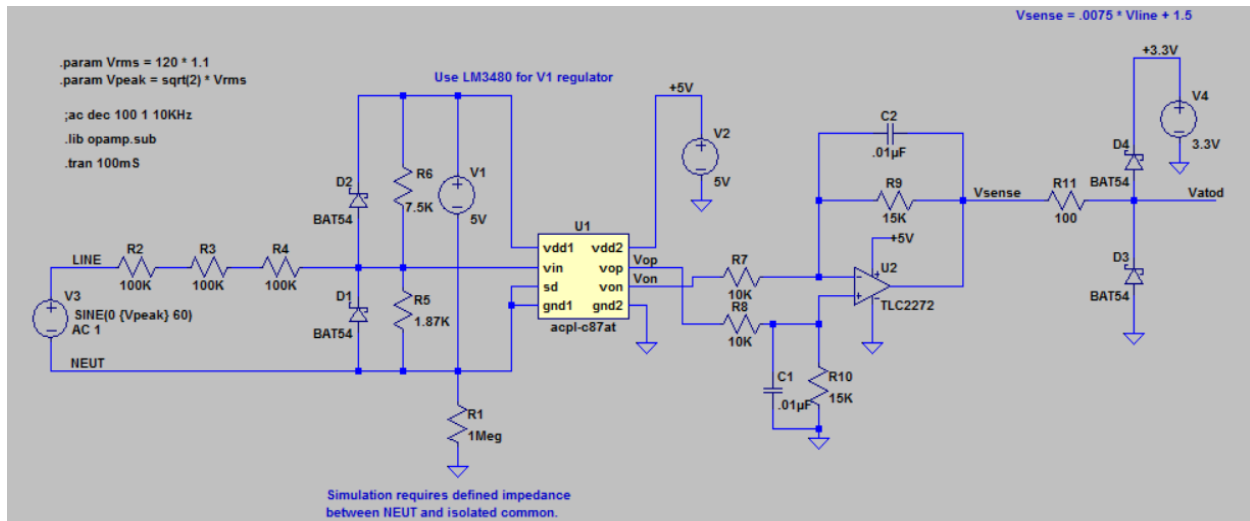 Vsense = .0075 * Vline + 1.5
.param Vrms = 120 * 1.1
.param Vpeak = sqrt(2) * Vrms
;ac dec 100 1 10KHz
.lib opamp.sub
.tran 100mS
Use LM3480 for V1 regulator
LINE
R2
100K
R3
100K
R4
100K
V3
SINE(0 {Vpeak} 60)
AC 1
NEUT
D2
BAT54
D1
BAT54
R6
7.5K
R5
1.87K
V1
5V
R1
1Meg
Simulation requires defined impedance
between NEUT and isolated common.
U1
vdd1 vdd2
vin vop
sd von
gnd1 gnd2
acpl-c87at
+5V
V2
5V
Vop
Von
R7
10K
R8
10K
C1
.01µF
R10
15K
C2
.01µF
R9
15K
+5V
U2
TLC2272
Vsense
R11
100
+3.3V
V4
3.3V
D4
BAT54
Vatod
D3
BAT54